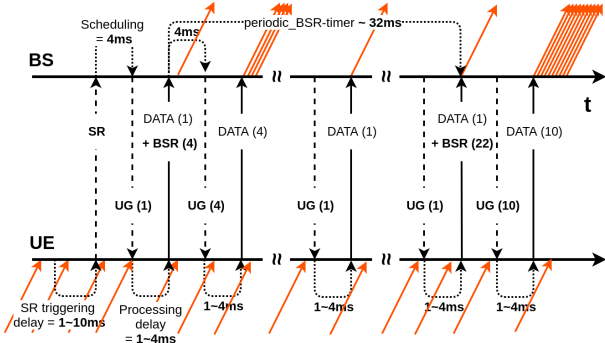 Scheduling
= 4ms
4ms
periodic_BSR-timer ~ 32ms
BS
≈ ≈
t
SR
DATA (1)
+ BSR (4)
DATA (4)
DATA (1)
DATA (1)
+ BSR (22)
DATA (10)
UG (1)
UG (4)
UG (1)
UG (1)
UG (10)
UE
≈ ≈
SR triggering
delay = 1~10ms
Processing
delay
= 1~4ms
1~4ms
1~4ms
1~4ms
1~4ms